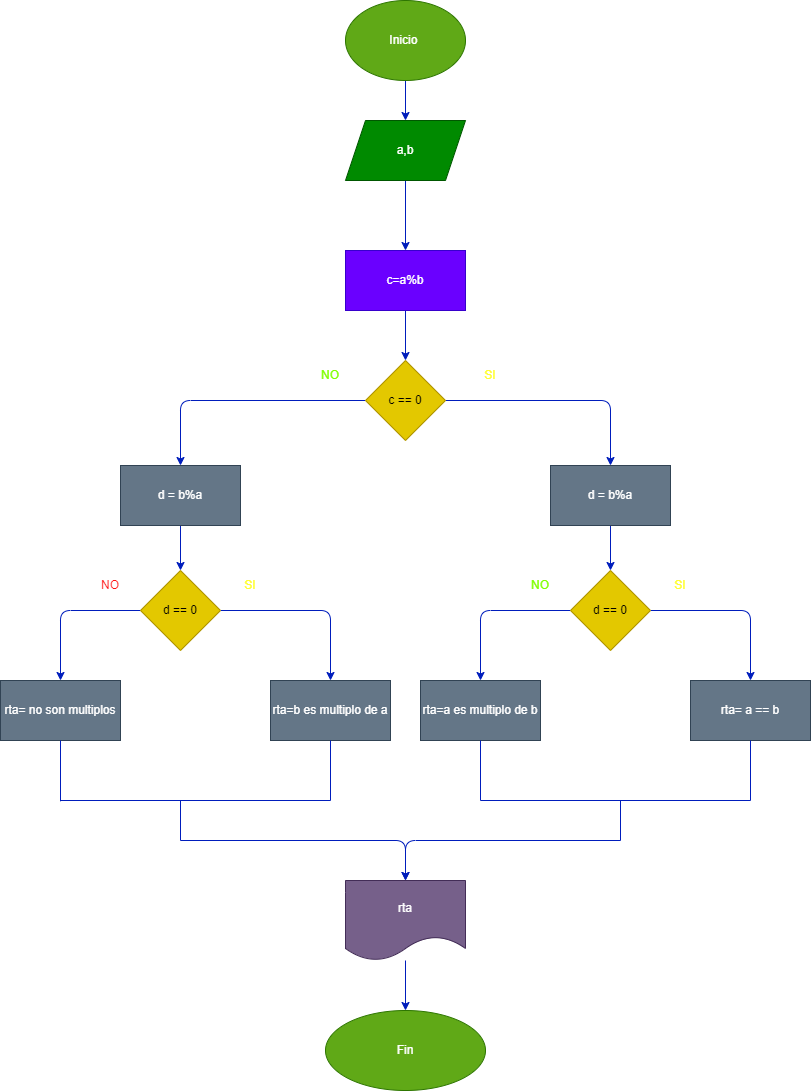 Inicio
a,b
c=a%b
NO
SI
c == 0
d = b%a
d = b%a
NO
SI
NO
SI
d == 0
d == 0
rta= no son multiplos
rta=b es multiplo de a
rta=a es multiplo de b
rta= a == b
rta
Fin